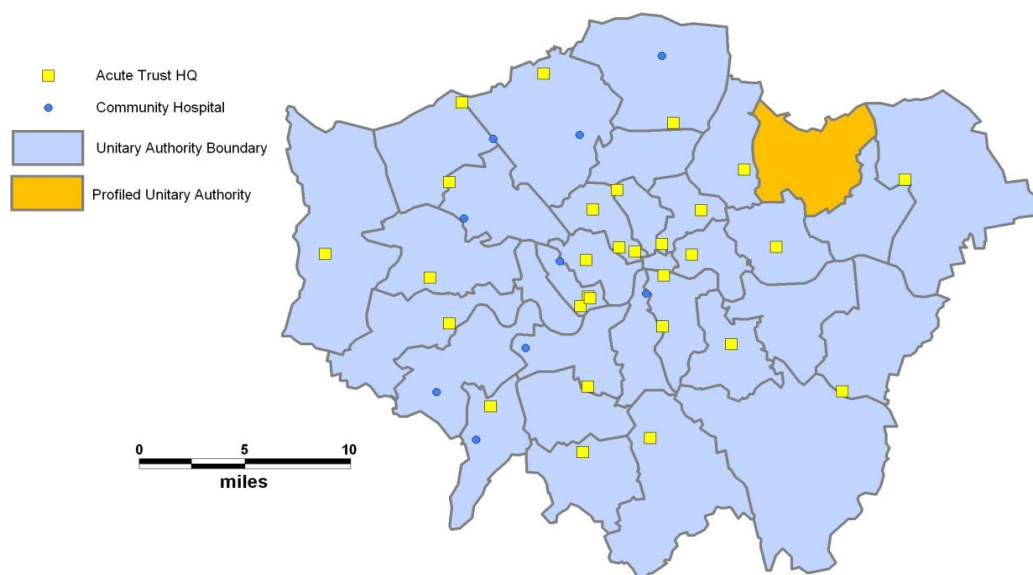 Acute Trust HQ
Community Hospital
Unitary Authority Boundary
Profiled Unitary Authority
0 5 10
miles